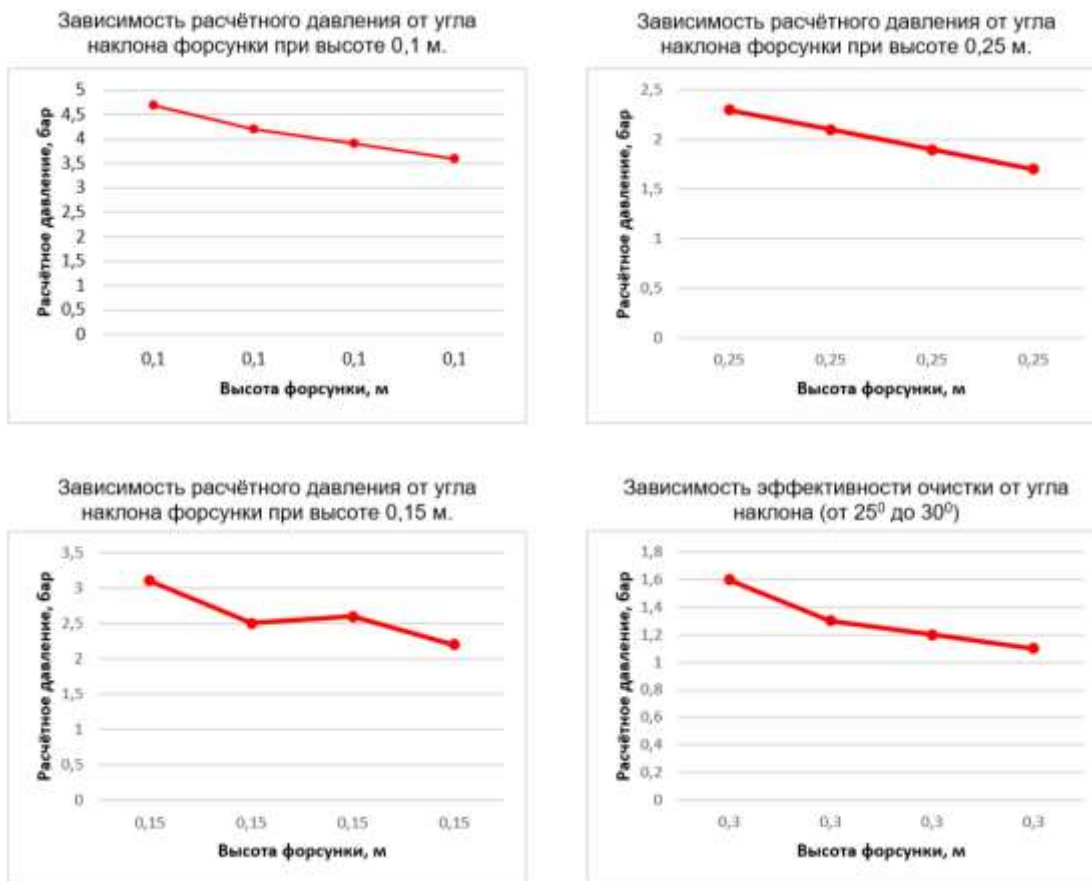 Зависимость расчётного давления от угла
наклона форсунки при высоте 0,1 м.
Расчётное давление, бар
5
4,5
4
3,5
3
2,5
2
1,5
1
0,5
0
0,1 0,1 0,1 0,1
Высота форсунки, м
Зависимость расчётного давления от угла
наклона форсунки при высоте 0,25 м.
Расчётное давление, бар
2,5
2
1,5
1
0,5
0
0,25 0,25 0,25 0,25
Высота форсунки, м
Зависимость расчётного давления от угла
наклона форсунки при высоте 0,15 м.
Расчётное давление, бар
3,5
3
2,5
2
1,5
1
0,5
0
0,15 0,15 0,15 0,15
Высота форсунки, м
Зависимость эффективности очистки от угла
наклона (от 25⁰ до 30⁰)
Расчётное давление, бар
1,8
1,6
1,4
1,2
1
0,8
0,6
0,4
0,2
0
0,3 0,3 0,3 0,3
Высота форсунки, м